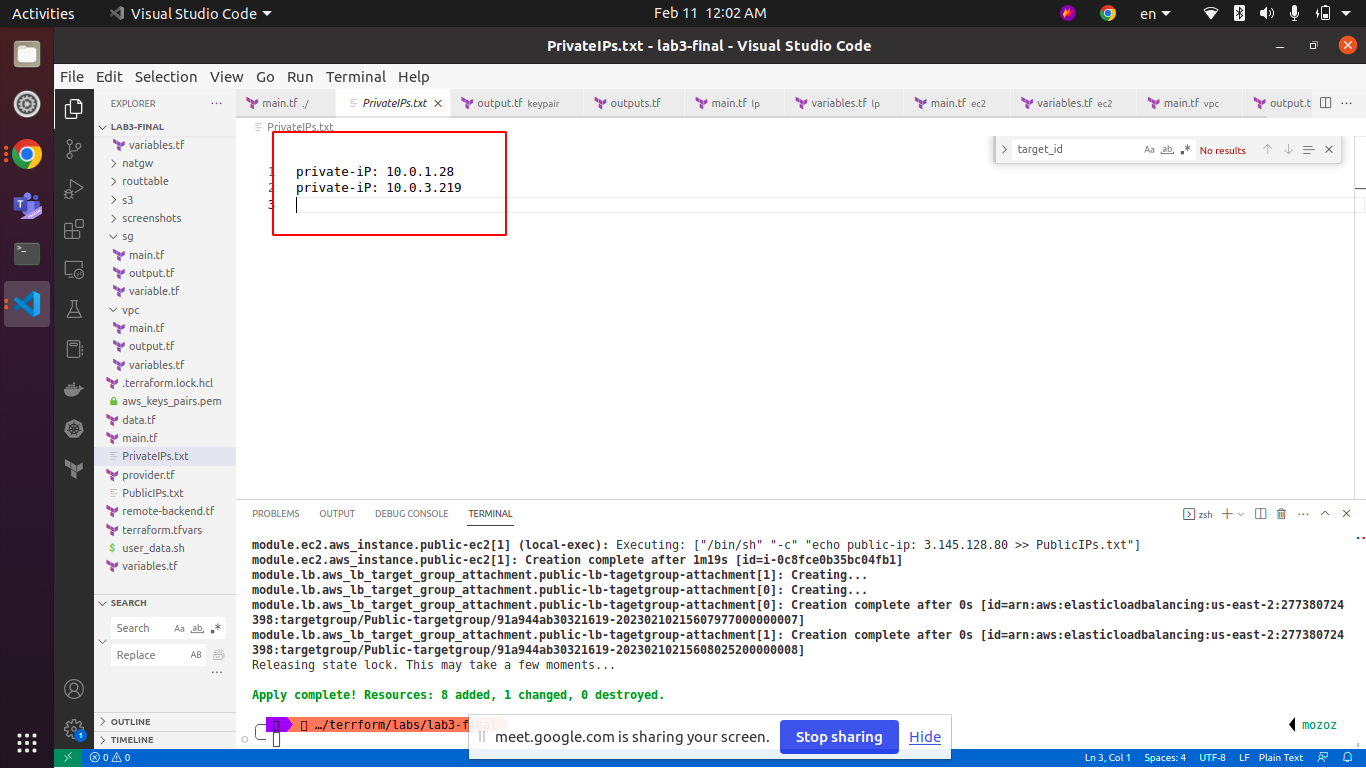 Activities
Visual Studio Code
Feb 11 12:02 AM
en
PrivateIPs.txt - lab3-final - Visual Studio Code
File Edit Selection View Go Run Terminal Help
EXPLORER
main.tf ./
PrivateIPs.txt
output.tf keypair
outputs.tf
main.tf lp
variables.tf lp
main.tf ec2
variables.tf ec2
main.tf vpc
output.t
LAB3-FINAL
variables.tf
natgw
routtable
s3
screenshots
sg
main.tf
output.tf
variable.tf
vpc
main.tf
output.tf
variables.tf
.terraform.lock.hcl
aws_keys_pairs.pem
data.tf
main.tf
PrivateIPs.txt
provider.tf
PublicIPs.txt
remote-backend.tf
terraform.tfvars
$ user_data.sh
variables.tf
SEARCH
Search Aa ab
Replace AB
OUTLINE
TIMELINE
PrivateIPs.txt
target_id Aa ab No results
1 private-iP: 10.0.1.28
2 private-iP: 10.0.3.219
3
PROBLEMS OUTPUT DEBUG CONSOLE TERMINAL
zsh
module.ec2.aws_instance.public-ec2[1] (local-exec): Executing: ["/bin/sh" "-c" "echo public-ip: 3.145.128.80 >> PublicIPs.txt"]
module.ec2.aws_instance.public-ec2[1]: Creation complete after 1m19s [id=i-0c8fce0b35bc04fb1]
module.lb.aws_lb_target_group_attachment.public-lb-tagetgroup-attachment[1]: Creating...
module.lb.aws_lb_target_group_attachment.public-lb-tagetgroup-attachment[0]: Creating...
module.lb.aws_lb_target_group_attachment.public-lb-tagetgroup-attachment[0]: Creation complete after 0s [id=arn:aws:elasticloadbalancing:us-east-2:277380724
398:targetgroup/Public-targetgroup/91a944ab30321619-20230210215607977000000007]
module.lb.aws_lb_target_group_attachment.public-lb-tagetgroup-attachment[1]: Creation complete after 0s [id=arn:aws:elasticloadbalancing:us-east-2:277380724
398:targetgroup/Public-targetgroup/91a944ab30321619-20230210215608025200000008]
Releasing state lock. This may take a few moments...
Apply complete! Resources: 8 added, 1 changed, 0 destroyed.
…/terrform/labs/lab3-final
mozoz
meet.google.com is sharing your screen.
Stop sharing
Hide
1
0 0
Ln 3, Col 1 Spaces: 4 UTF-8 LF Plain Text